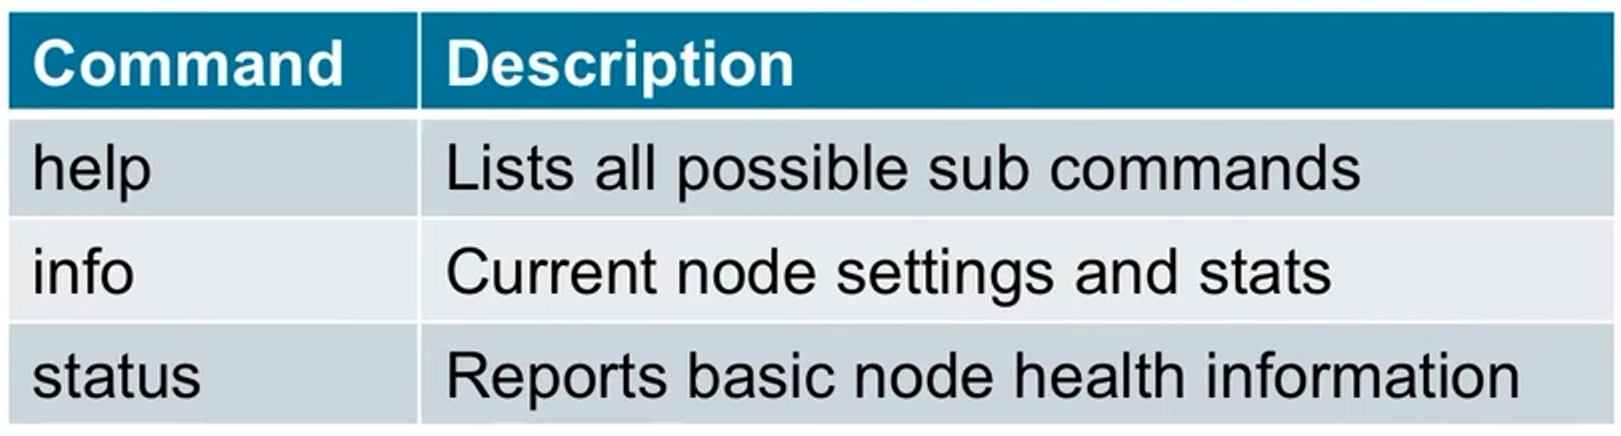 Command Description
help Lists all possible sub commands
info Current node settings and stats
status Reports basic node health information